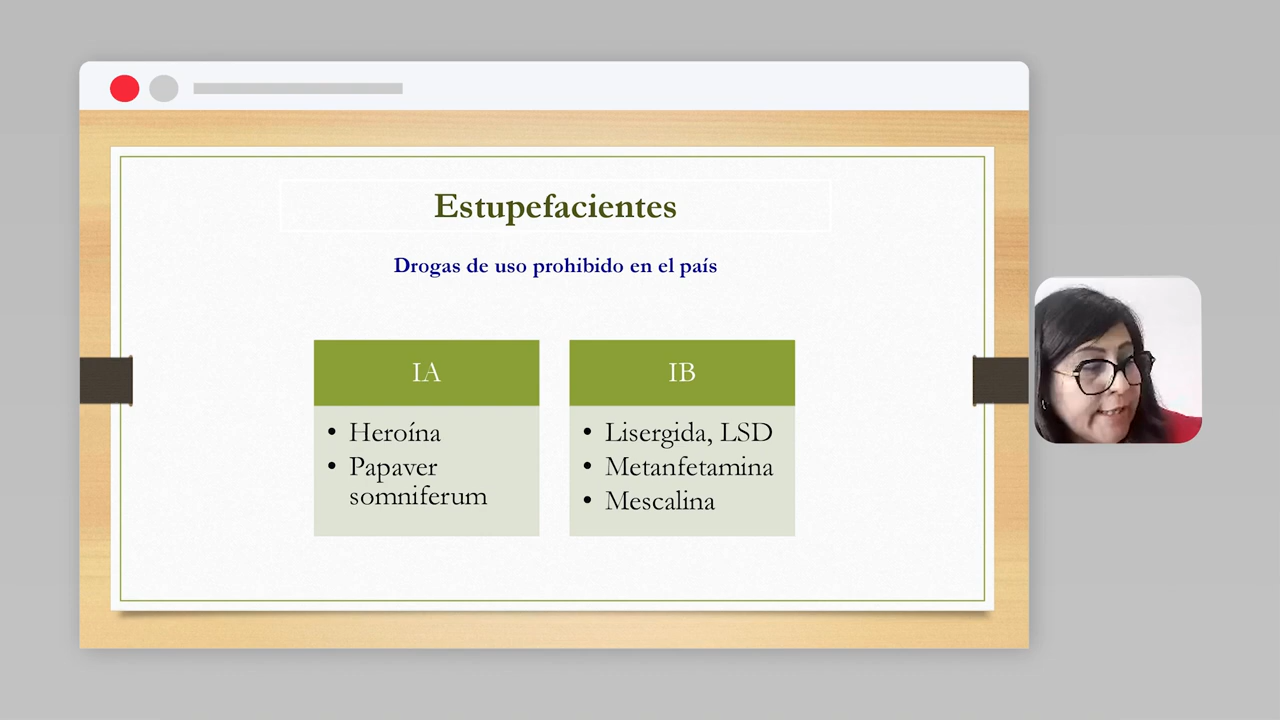 Estupefacientes
Drogas de uso prohibido en el país
IA
• Heroína
• Papaver
somniferum
IB
• Lisergida, LSD
• Metanfetamina
• Mescalina